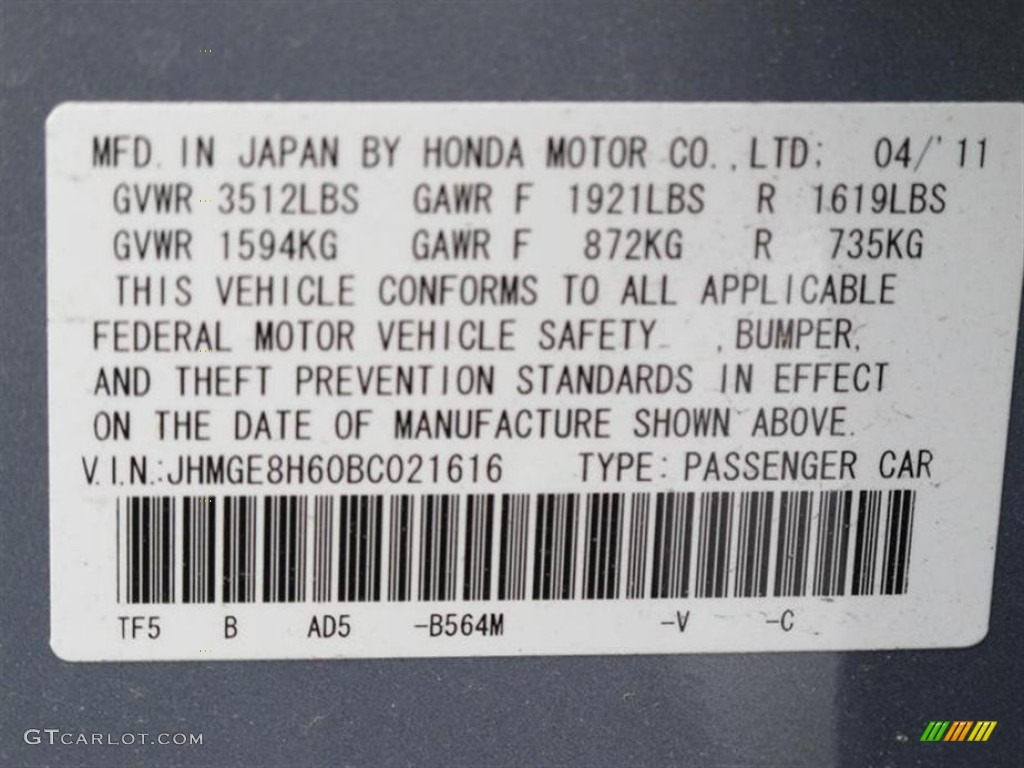 MFD. IN JAPAN BY HONDA MOTOR CO.,LTD; 04/'11
GVWR 3512LBS GAWR F 1921LBS R 1619LBS
GVWR 1594KG GAWR F 872KG R 735KG
THIS VEHICLE CONFORMS TO ALL APPLICABLE
FEDERAL MOTOR VEHICLE SAFETY , BUMPER,
AND THEFT PREVENTION STANDARDS IN EFFECT
ON THE DATE OF MANUFACTURE SHOWN ABOVE.
V.I.N.:JHMGE8H60BC021616 TYPE:PASSENGER CAR
TF5 B AD5 -B564M -V -C
GTCARLOT.COM